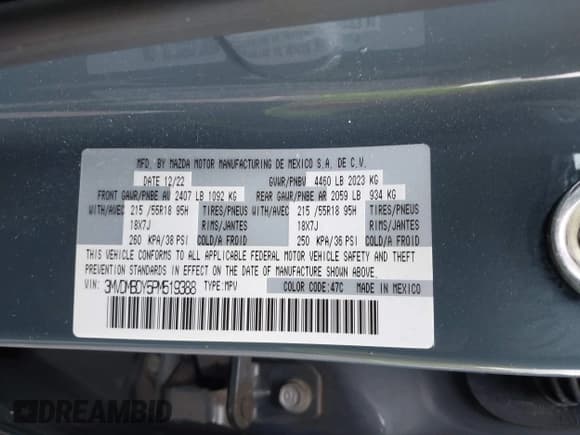 MFD. BY MAZDA MOTOR MANUFACTURING DE MEXICO S.A. DE C.V.
DATE 12/22 GVWR/PNBV 4460 LB 2023 KG
FRONT GAWR/PNBE AV 2407 LB 1092 KG REAR GAWR/PNBE AR 2059 LB 934 KG
WITH/AVEC 215 /55R18 95H TIRES/PNEUS WITH/AVEC 215 /55R18 95H TIRES/PNEUS
18X7J RIMS/JANTES 18X7J RIMS/JANTES
260 KPA/38 PSI COLD/A FROID 250 KPA/36 PSI COLD/A FROID
THIS VEHICLE CONFORMS TO ALL APPLICABLE FEDERAL MOTOR VEHICLE SAFETY AND THEFT
PREVENTION STANDARDS IN EFFECT ON THE DATE OF MANUFACTURE SHOWN ABOVE.
VIN: 3MVDMBDY5PM519388 TYPE:MPV COLOR CODE:47C MADE IN MEXICO
DREAMBID